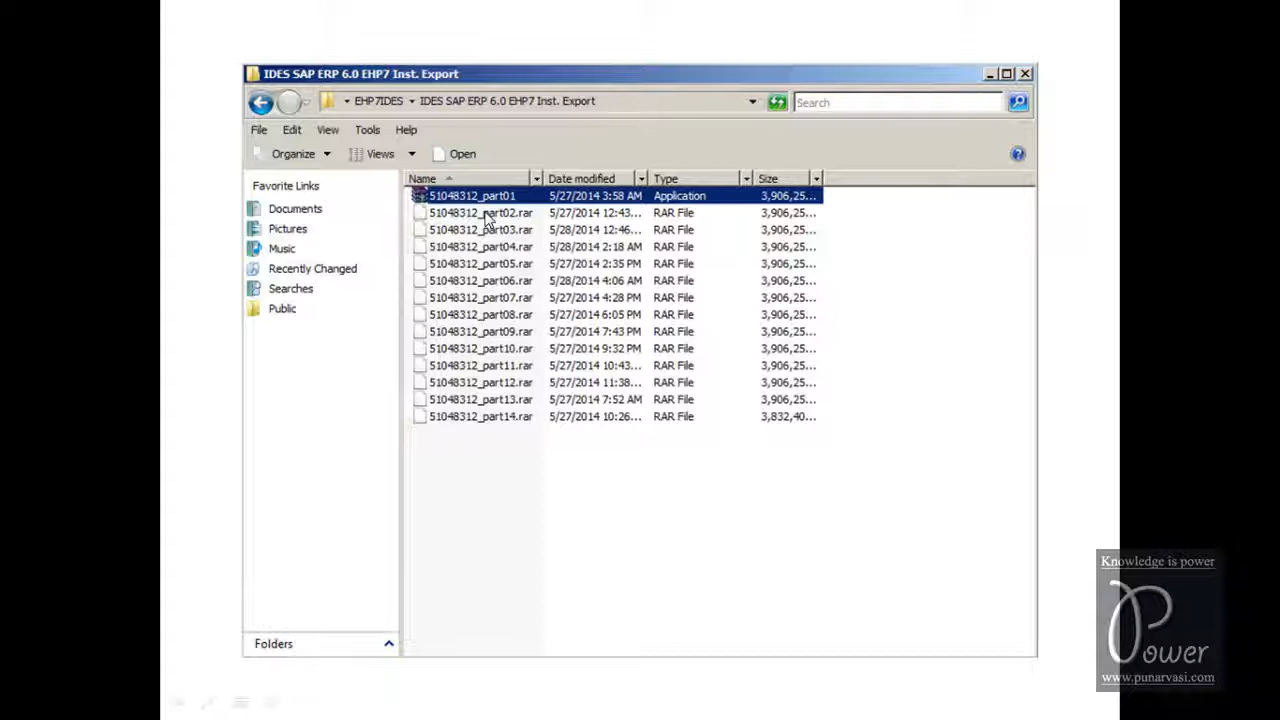 IDES SAP ERP 6.0 EHP7 Inst. Export
EHP7IDES IDES SAP ERP 6.0 EHP7 Inst. Export Search
File Edit View Tools Help
Organize Views Open
Favorite Links
Documents
Pictures
Music
Recently Changed
Searches
Public
Folders
Name Date modified Type Size
51048312_part01 5/27/2014 3:58 AM Application 3,906,25...
51048312_part02.rar 5/27/2014 12:43... RAR File 3,906,25...
51048312_part03.rar 5/28/2014 12:46... RAR File 3,906,25...
51048312_part04.rar 5/28/2014 2:18 AM RAR File 3,906,25...
51048312_part05.rar 5/27/2014 2:35 PM RAR File 3,906,25...
51048312_part06.rar 5/28/2014 4:06 AM RAR File 3,906,25...
51048312_part07.rar 5/27/2014 4:28 PM RAR File 3,906,25...
51048312_part08.rar 5/27/2014 6:05 PM RAR File 3,906,25...
51048312_part09.rar 5/27/2014 7:43 PM RAR File 3,906,25...
51048312_part10.rar 5/27/2014 9:32 PM RAR File 3,906,25...
51048312_part11.rar 5/27/2014 10:43... RAR File 3,906,25...
51048312_part12.rar 5/27/2014 11:38... RAR File 3,906,25...
51048312_part13.rar 5/27/2014 7:52 AM RAR File 3,906,25...
51048312_part14.rar 5/27/2014 10:26... RAR File 3,832,40...
Knowledge is power
Power
www.punarvasi.com